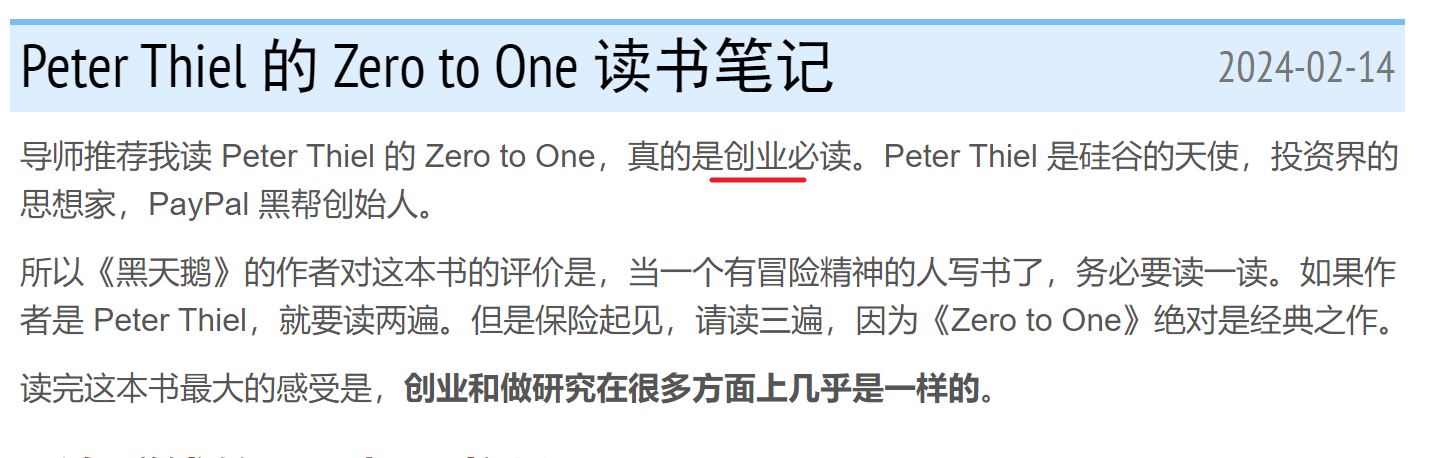 Peter Thiel 的 Zero to One 读书笔记 2024-02-14
导师推荐我读 Peter Thiel 的 Zero to One，真的是创业必读。Peter Thiel 是硅谷的天使，投资界的
思想家，PayPal 黑帮创始人。
所以《黑天鹅》的作者对这本书的评价是，当一个有冒险精神的人写书了，务必要读一读。如果作
者是 Peter Thiel，就要读两遍。但是保险起见，请读三遍，因为《Zero to One》绝对是经典之作。
读完这本书最大的感受是，创业和做研究在很多方面上几乎是一样的。